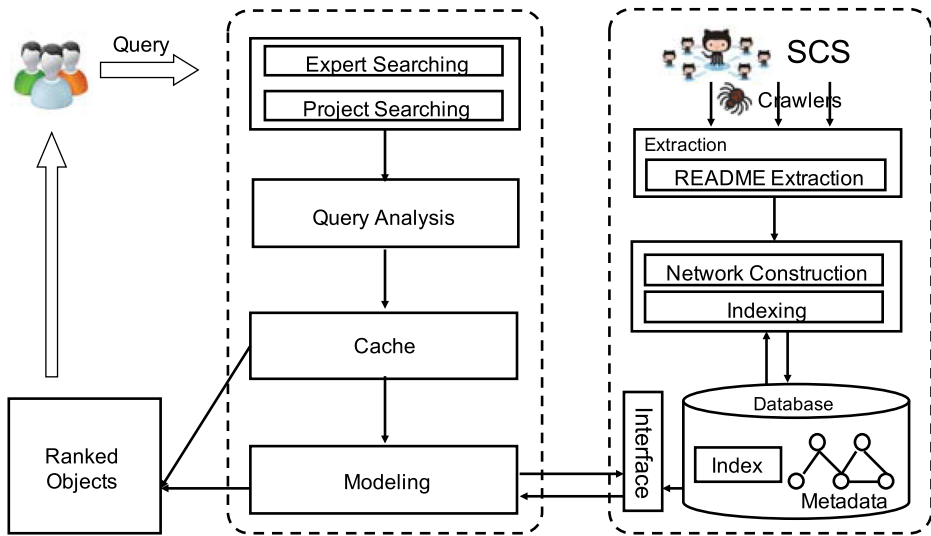 Query
Expert Searching
Project Searching
Query Analysis
Cache
Modeling
Ranked
Objects
SCS
Crawlers
Extraction
README Extraction
Network Construction
Indexing
Interface
Database
Index
Metadata